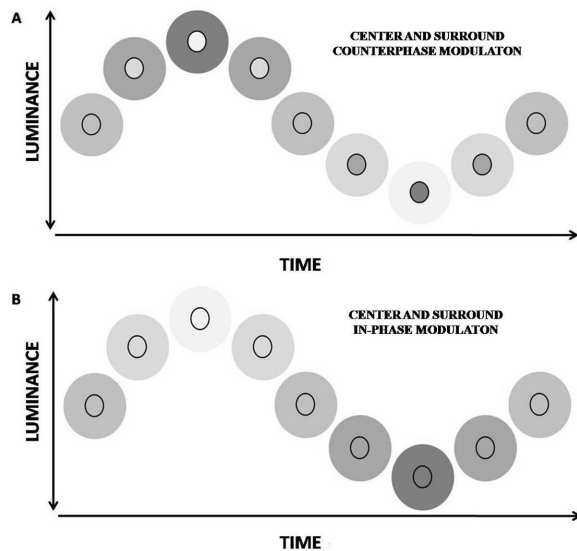 A
CENTER AND SURROUND
COUNTERPHASE MODULATON
LUMINANCE
TIME
B
CENTER AND SURROUND
IN-PHASE MODULATON
LUMINANCE
TIME